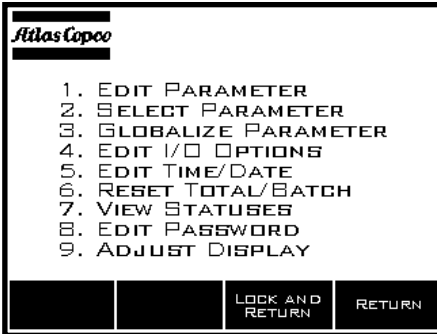 Atlas Copco
1. EDIT PARAMETER
2. SELECT PARAMETER
3. GLOBALIZE PARAMETER
4. EDIT I/O OPTIONS
5. EDIT TIME/DATE
6. RESET TOTAL/BATCH
7. VIEW STATUSES
8. EDIT PASSWORD
9. ADJUST DISPLAY
LOCK AND
RETURN
RETURN